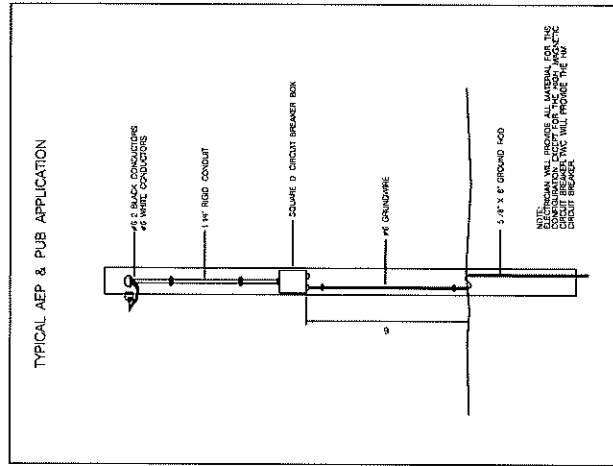 TYPICAL AEP & PUB APPLICATION
#6 2 BLACK CONDUCTORS
#6 WHITE CONDUCTORS
1 1/4" RIGID CONDUIT
SQUARE D CIRCUIT BREAKER BOX
#6 GRUNDWIRE
9
5/8" X 8' GROUND ROD
NOTE:
ELECTRICIAN WILL PROVIDE ALL MATERIAL FOR THIS
CONFIGURATION EXCEPT FOR THE HIGH MAGNETIC
CIRCUIT BREAKER. TWC WILL PROVIDE THE HM
CIRCUIT BREAKER.